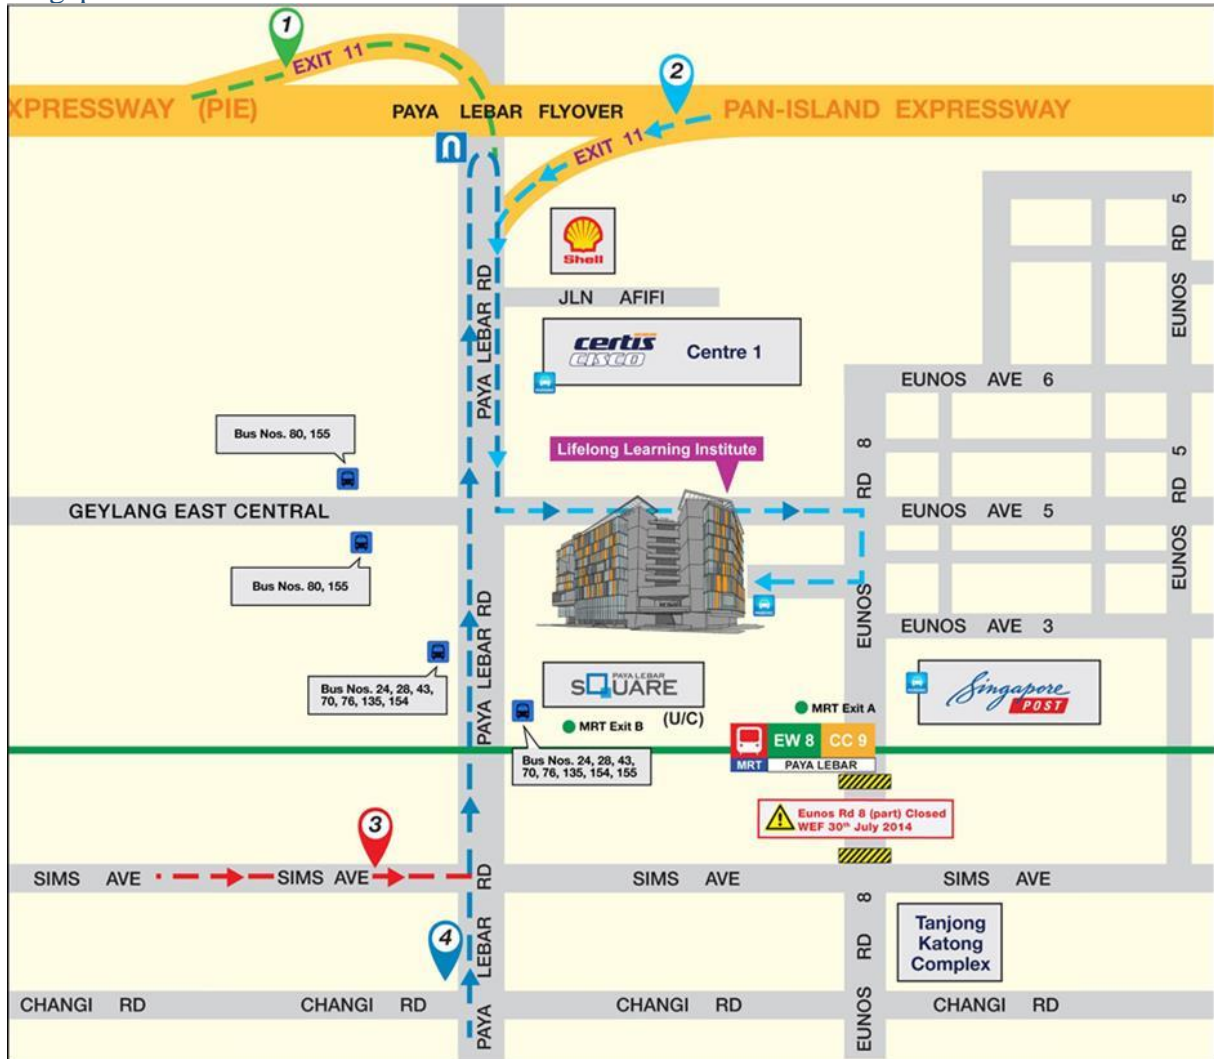 1
EXIT 11
2
XPRESSWAY (PIE)
PAYA LEBAR FLYOVER
PAN-ISLAND EXPRESSWAY
EXIT 11
Shell
PAYA LEBAR RD
JLN AFIFI
certis
CISCO
Centre 1
EUNOS RD 5
EUNOS AVE 6
Bus Nos. 80, 155
Lifelong Learning Institute
EUNOS RD 8
EUNOS RD 5
GEYLANG EAST CENTRAL
EUNOS AVE 5
Bus Nos. 80, 155
PAYA LEBAR RD
EUNOS AVE 3
Bus Nos. 24, 28, 43,
70, 76, 135, 154
PAYA LEBAR
SQUARE
(U/C)
Singapore
POST
MRT Exit B
MRT Exit A
EW 8
CC 9
MRT
PAYA LEBAR
Bus Nos. 24, 28, 43,
70, 76, 135, 154, 155
Eunos Rd 8 (part) Closed
WEF 30th July 2014
3
SIMS AVE
SIMS AVE
SIMS AVE
SIMS AVE
4
PAYA LEBAR RD
EUNOS RD 8
Tanjong
Katong
Complex
CHANGI RD
CHANGI RD
CHANGI RD
CHANGI RD